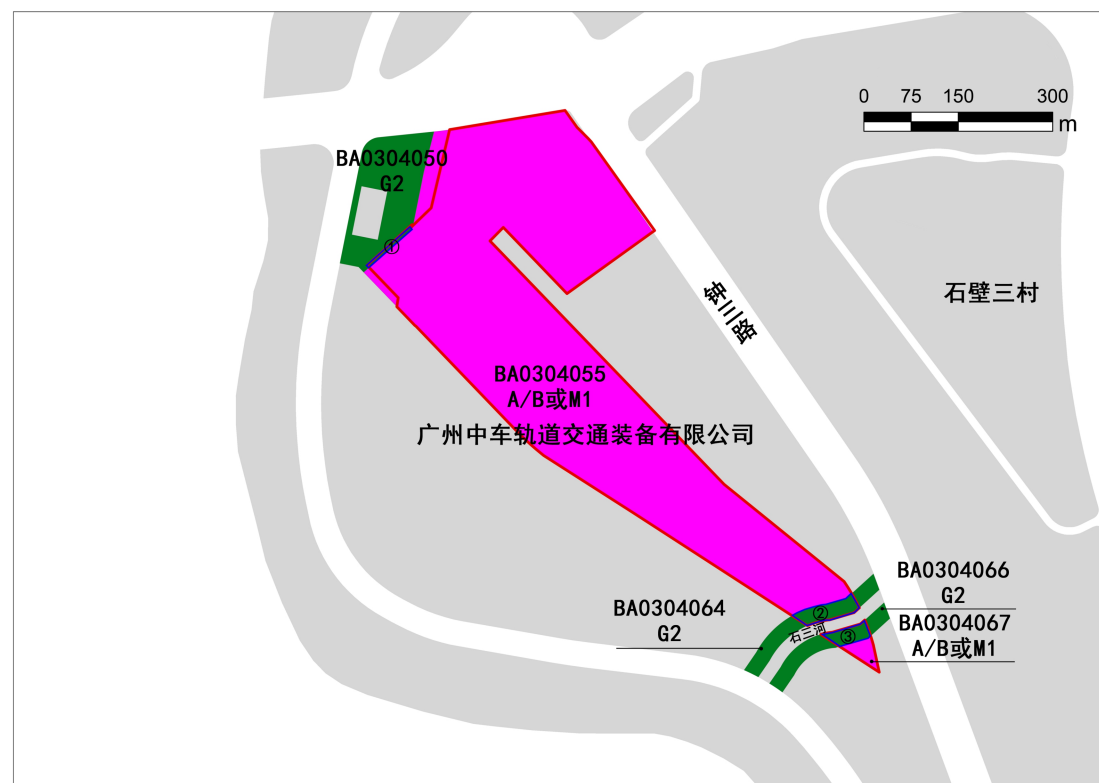 0 75 150 300
m
BA0304050
G2
①
钟三路
石壁三村
BA0304055
A/B或M1
广州中车轨道交通装备有限公司
BA0304066
G2
BA0304064
G2
②
石三河
③
BA0304067
A/B或M1